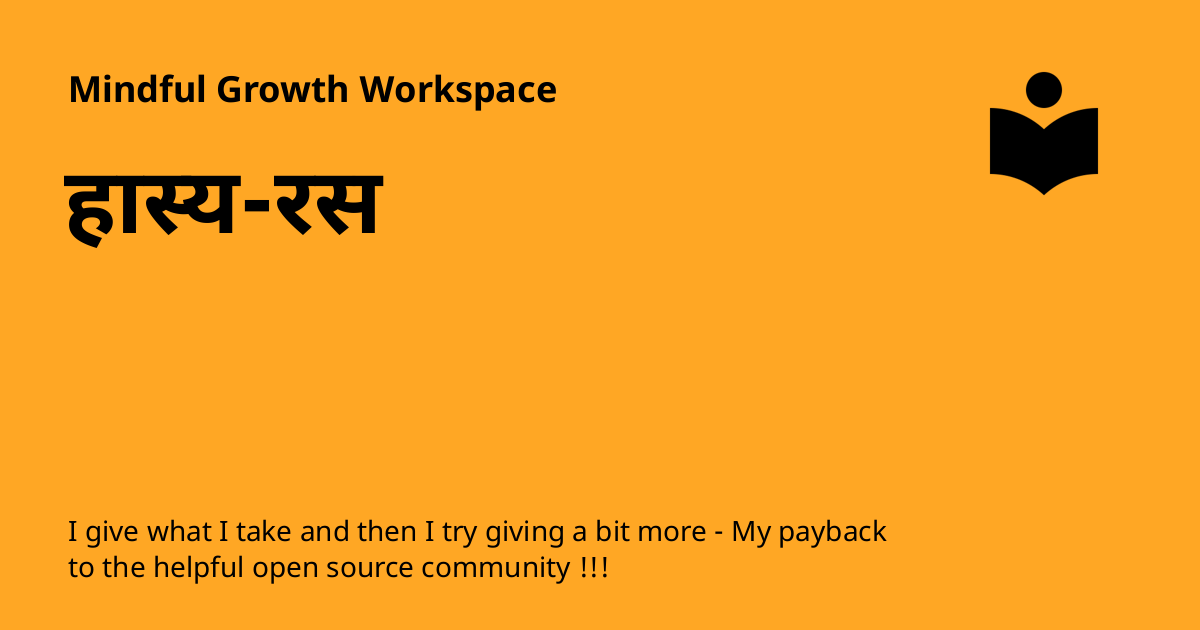 Mindful Growth Workspace
हास्य-रस
I give what I take and then I try giving a bit more - My payback
to the helpful open source community !!!